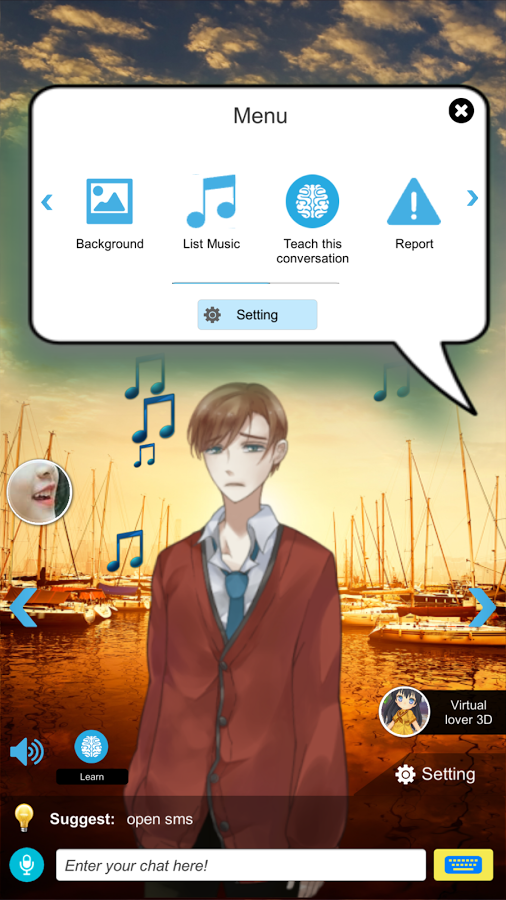 Menu
Background
List Music
Teach this
conversation
Report
Setting
Virtual
lover 3D
Learn
Setting
Suggest: open sms
Enter your chat here!